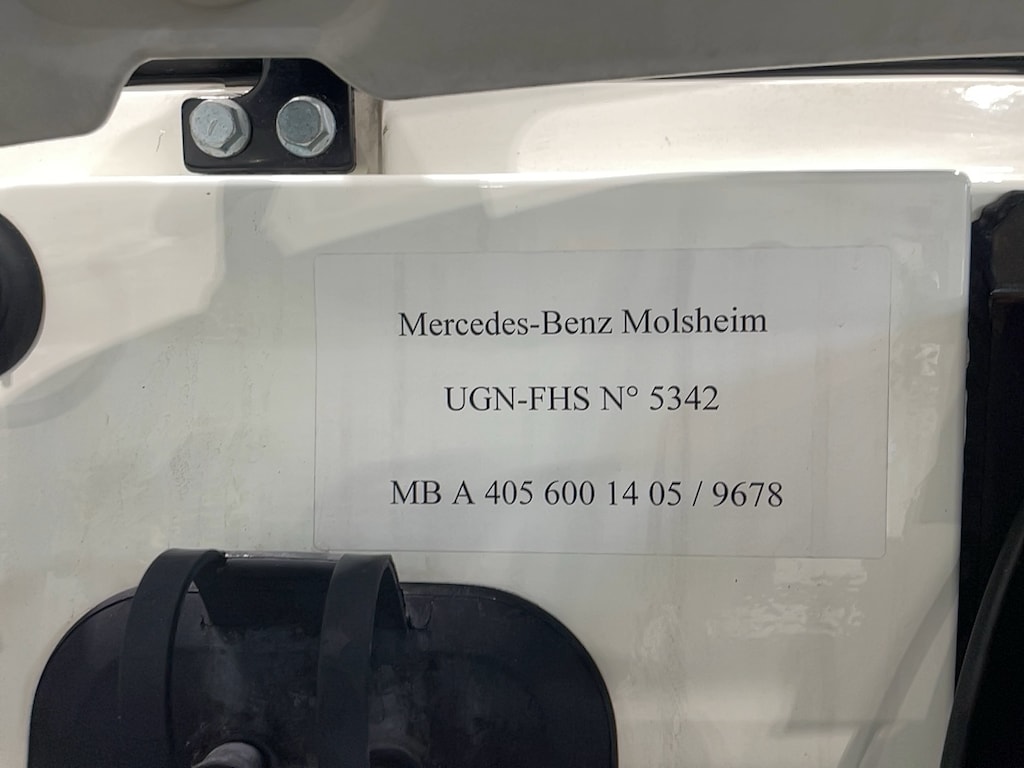 Mercedes-Benz Molsheim
UGN-FHS N° 5342
MB A 405 600 14 05 / 9678